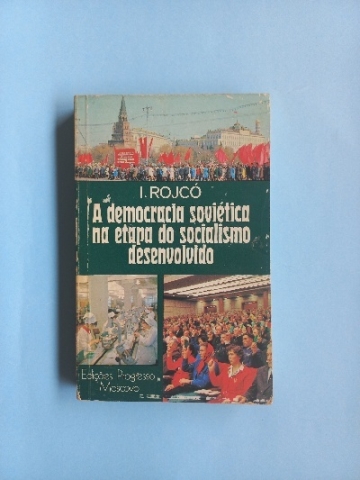 I. ROJCÓ
A democracia soviética
na etapa do socialismo
desenvolvido
Edições Progresso
Moscovo